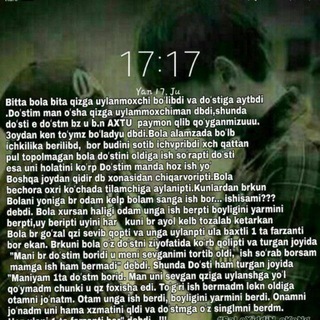 17:17
Yan 17, Ju
Bitta bola bita qizga uylanmoxchi bo'libdi va do'stiga aytbdi
.Do'stim man o'sha qizga uylanmoxchiman dbdi,shunda
do'sti e do'stm bz u b.n AXTU paymon qlib qo'yganmizuuu.
3oydan ken to'ymz bo'ladyu dbdi.Bola alamzada bo'lb
ichkilika berilibd, bor budini sotib ichvpribdi xch qattan
pul topolmagan bola do'stini oldiga ish so'rapti do'sti
esa uni holatini ko'rp Do'stim manda hoz ish yo'
Boshqa joydan qidir db xonasidan chqarvoripti.Bola
bechora oxri ko'chada tilamchiga aylanipti.Kunlardan brkun
Bolani yoniga br odam kelp bolam sanga ish bor... ishisami???
debdi. Bola xursan haligi odam unga ish berpti boyligini yarmini
berpti,uy beripti uyini har kuni br ayol kelb tozalab ketarkan
Bola br go'zal qzi sevib qopti va unga uylanpti ula baxtli 1 ta farzanti
bor ekan. Brkuni bola o'z do'stni ziyofatida ko'rb qolipti va turgan joyida
"Mani br do'stim boridi u meni sevganimni tortib oldi, ish so'rab borsam
mamga ish ham bermadi" debdi. Shunda Do'sti ham turgan joyida
"Maniyam 1ta do'stm borid. Man uni sevgan qiziga uylanshga yo'l
qo'ymadm chunki u qz foxisha edi. To'g'ri ish bermadm lekn oldiga
otamni jo'natm. Otam unga ish berdi, boyligini yarmini berdi. Onamni
jo'nadm uni hama xzmatini qldi va do'stmga o'z singlmni berdm.